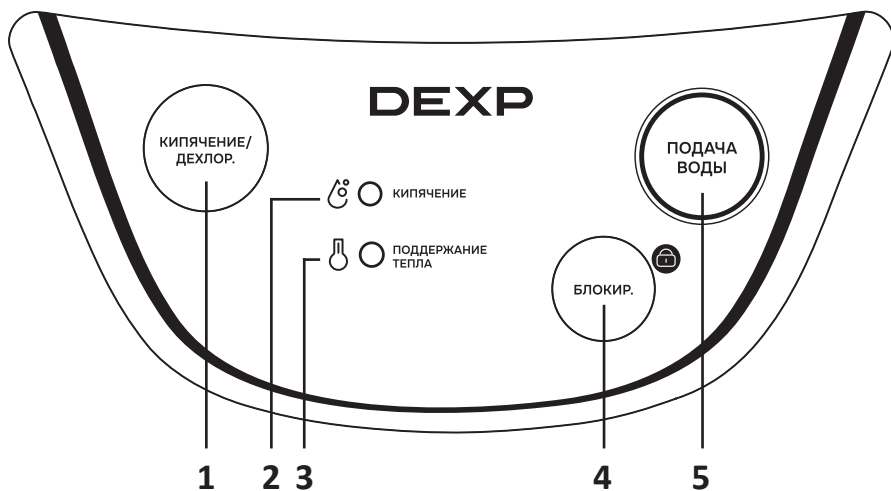 DEXP
КИПЯЧЕНИЕ/
ДЕХЛОР.
ПОДАЧА
ВОДЫ
КИПЯЧЕНИЕ
ПОДДЕРЖАНИЕ
ТЕПЛА
БЛОКИР.
1 2 3 4 5